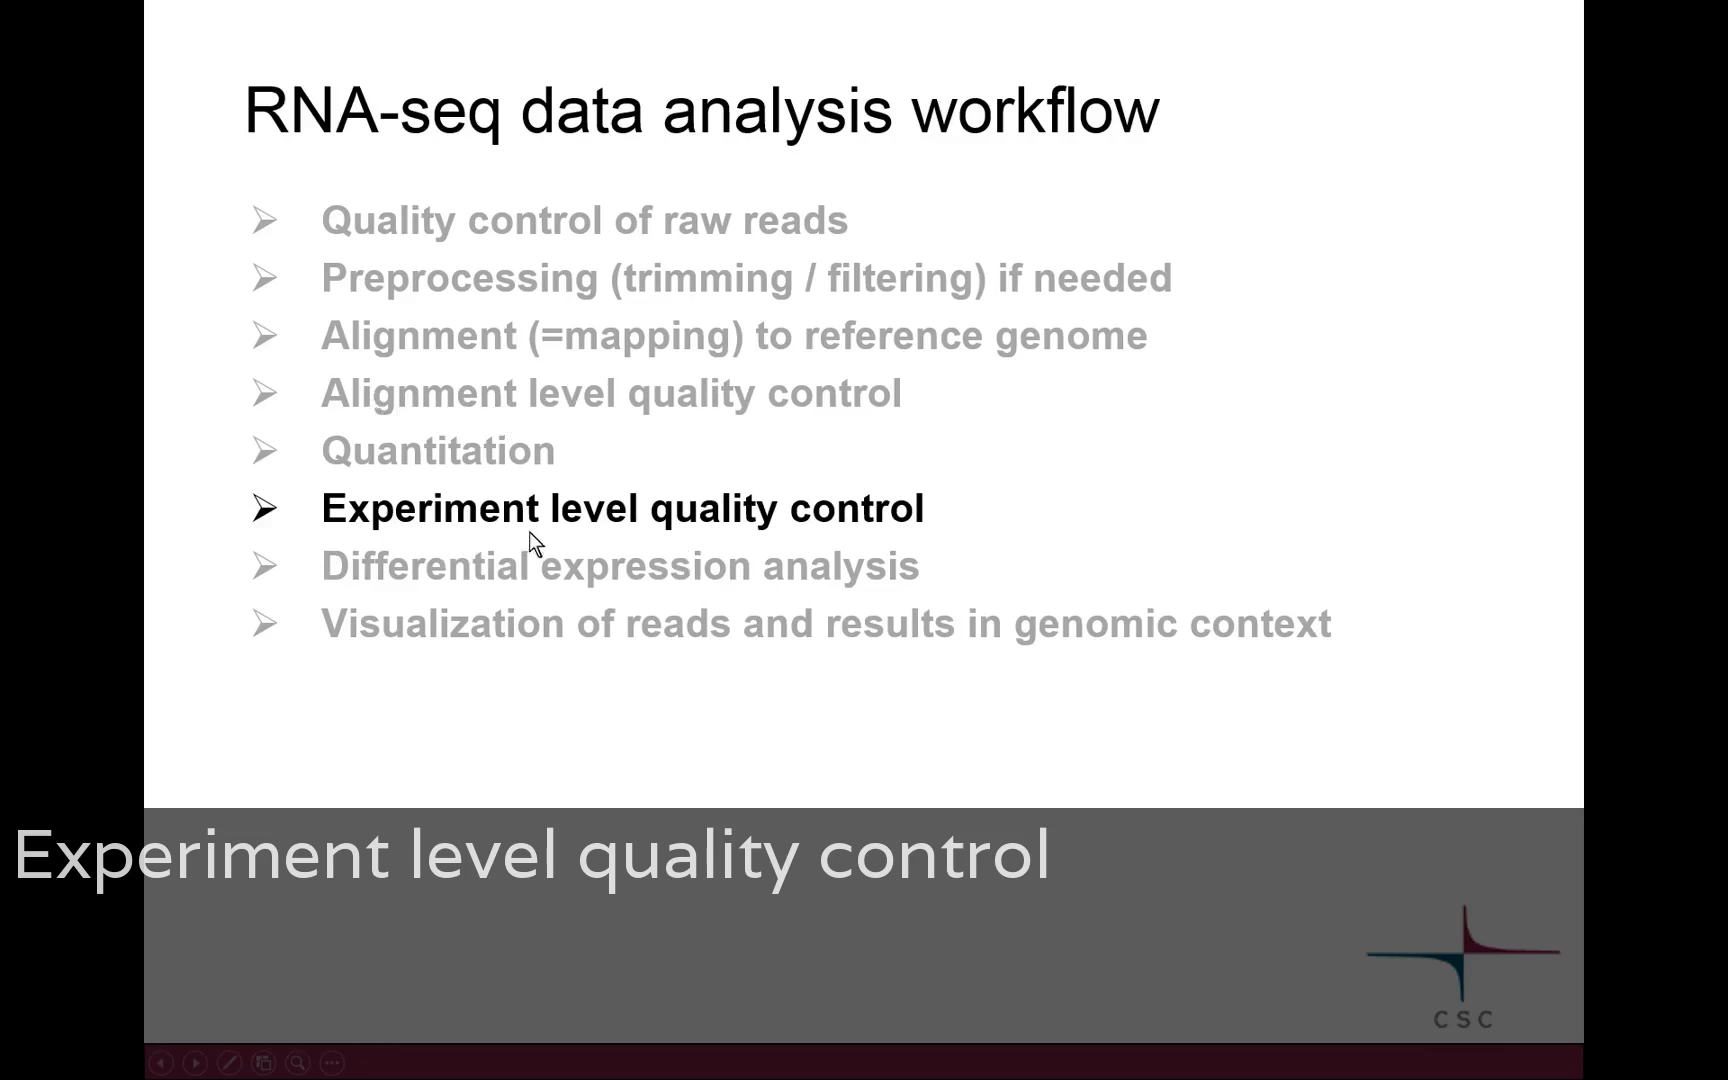 RNA-seq data analysis workflow
Quality control of raw reads
Preprocessing (trimming / filtering) if needed
Alignment (=mapping) to reference genome
Alignment level quality control
Quantitation
Experiment level quality control
Differential expression analysis
Visualization of reads and results in genomic context
Experiment level quality control
CSC